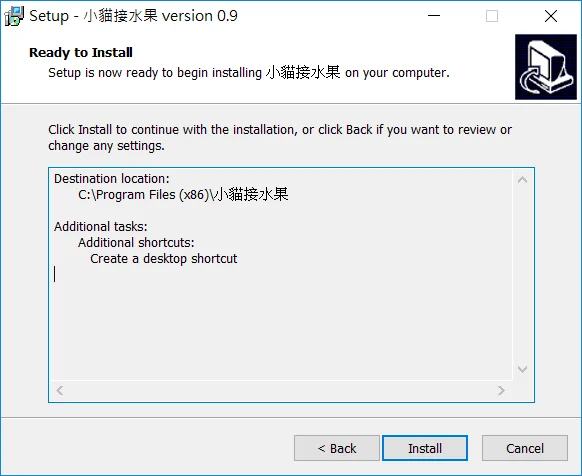 Setup - 小貓接水果 version 0.9
Ready to Install
Setup is now ready to begin installing 小貓接水果 on your computer.
Click Install to continue with the installation, or click Back if you want to review or
change any settings.
Destination location:
C:\Program Files (x86)\小貓接水果
Additional tasks:
Additional shortcuts:
Create a desktop shortcut
< Back
Install
Cancel